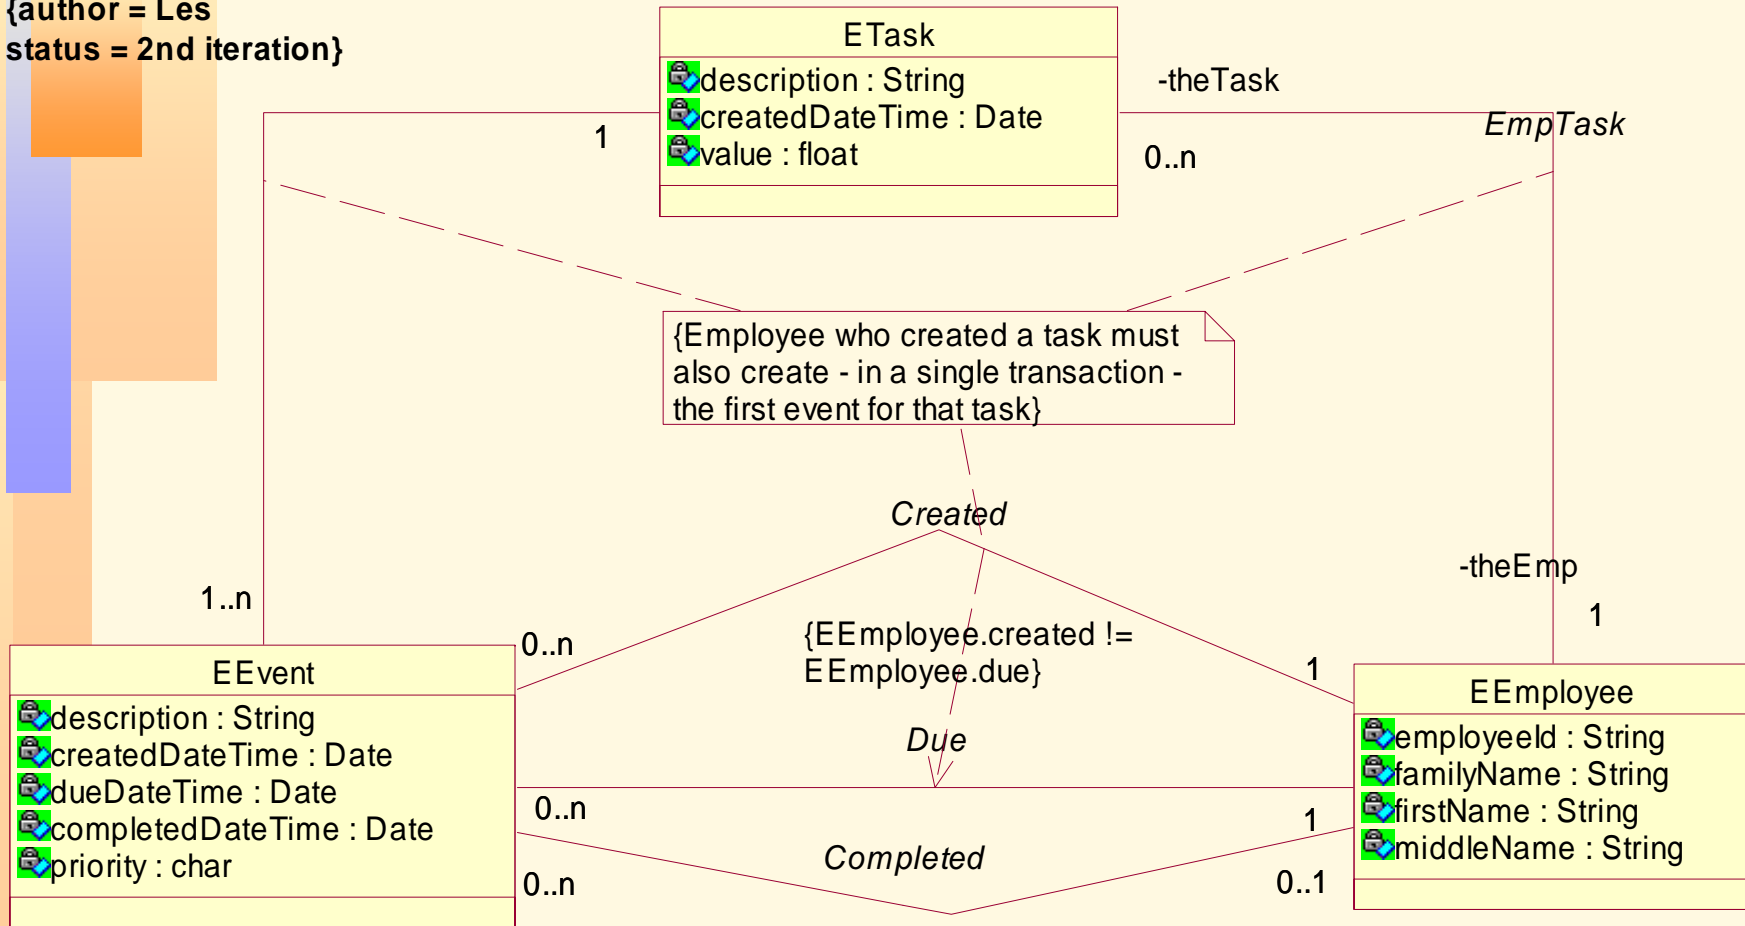 {author = Les
status = 2nd iteration}
ETask
description : String
createdDateTime : Date
value : float
-theTask
EmpTask
1
0..n
{Employee who created a task must
also create - in a single transaction -
the first event for that task}
Created
-theEmp
1..n
1
0..n
{EEmployee.created !=
EEmployee.due}
1
EEvent
description : String
createdDateTime : Date
dueDateTime : Date
completedDateTime : Date
priority : char
EEmployee
employeeId : String
familyName : String
firstName : String
middleName : String
Due
0..n
1
Completed
0..n
0..1